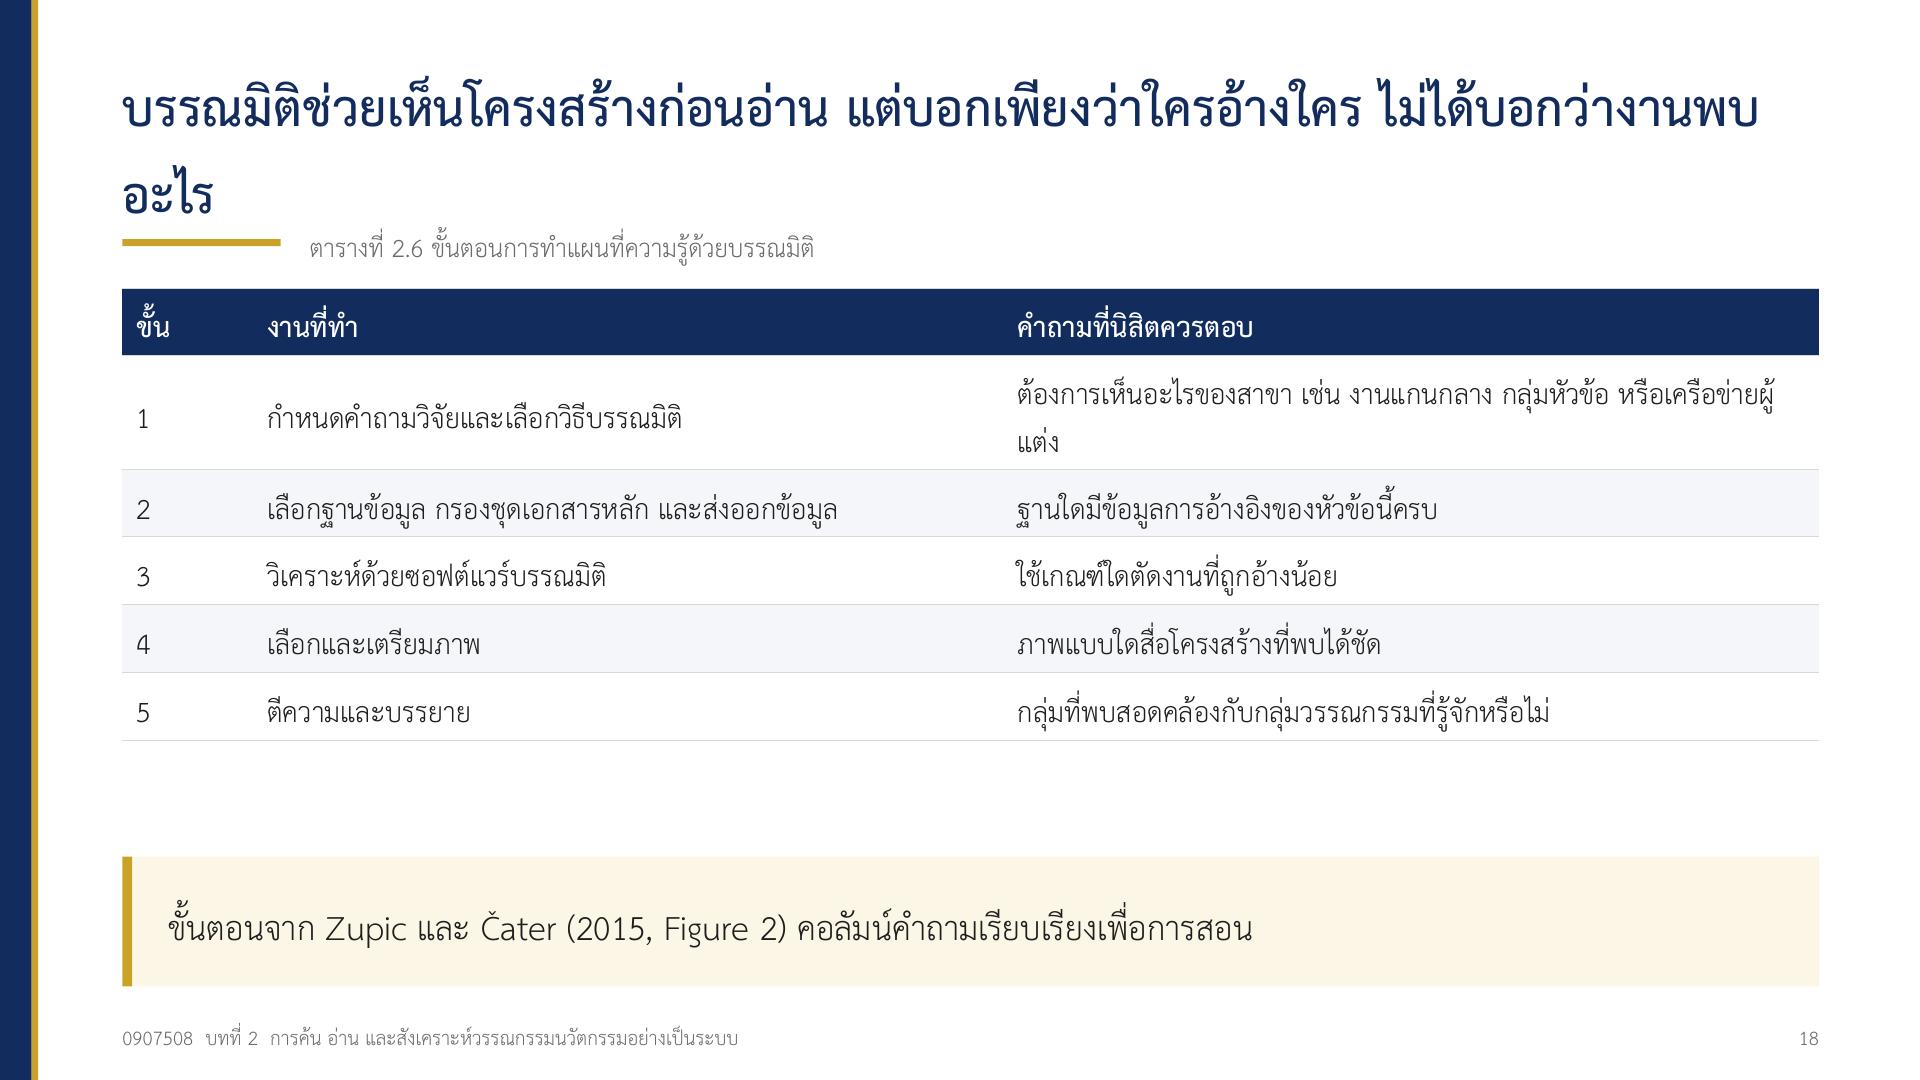 บรรณมิติช่วยเห็นโครงสร้างก่อนอ่าน แต่บอกเพียงว่าใครอ้างใคร ไม่ได้บอกว่างานพบ
อะไร
ตารางที่ 2.6 ขั้นตอนการทำแผนที่ความรู้ด้วยบรรณมิติ
ขั้น งานที่ทำ คำถามที่นิสิตควรตอบ
1 กำหนดคำถามวิจัยและเลือกวิธีบรรณมิติ ต้องการเห็นอะไรของสาขา เช่น งานแกนกลาง กลุ่มหัวข้อ หรือเครือข่ายผู้
แต่ง
2 เลือกฐานข้อมูล กรองชุดเอกสารหลัก และส่งออกข้อมูล ฐานใดมีข้อมูลการอ้างอิงของหัวข้อนี้ครบ
3 วิเคราะห์ด้วยซอฟต์แวร์บรรณมิติ ใช้เกณฑ์ใดตัดงานที่ถูกอ้างน้อย
4 เลือกและเตรียมภาพ ภาพแบบใดสื่อโครงสร้างที่พบได้ชัด
5 ตีความและบรรยาย กลุ่มที่พบสอดคล้องกับกลุ่มวรรณกรรมที่รู้จักหรือไม่
ขั้นตอนจาก Zupic และ Čater (2015, Figure 2) คอลัมน์คำถามเรียบเรียงเพื่อการสอน
0907508 บทที่ 2 การค้น อ่าน และสังเคราะห์วรรณกรรมนวัตกรรมอย่างเป็นระบบ 18